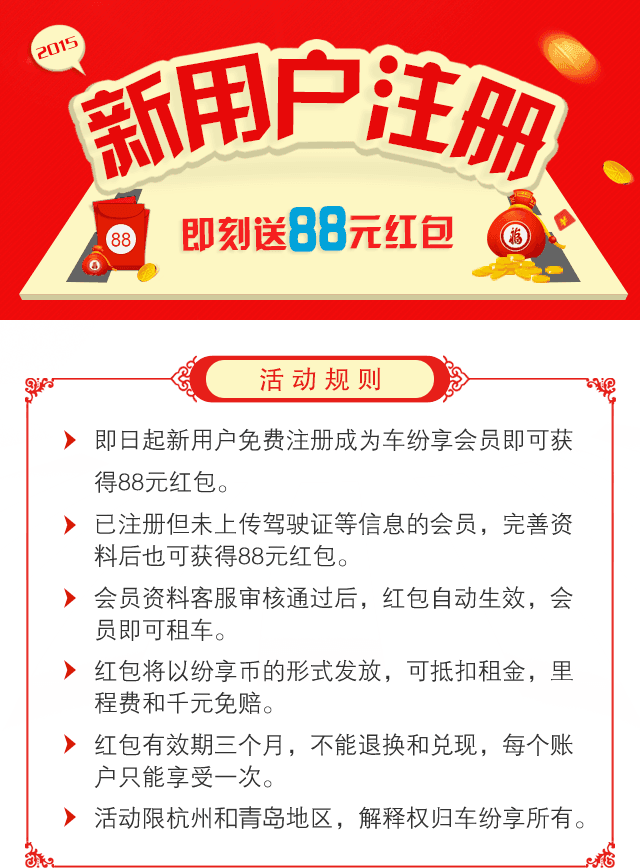 2015
新用户注册
即刻送88元红包
88
福
¥
活动规则
即日起新用户免费注册成为车纷享会员即可获
得88元红包。
已注册但未上传驾驶证等信息的会员，完善资
料后也可获得88元红包。
会员资料客服审核通过后，红包自动生效，会
员即可租车。
红包将以纷享币的形式发放，可抵扣租金，里
程费和千元免赔。
红包有效期三个月，不能退换和兑现，每个账
户只能享受一次。
活动限杭州和青岛地区，解释权归车纷享所有。